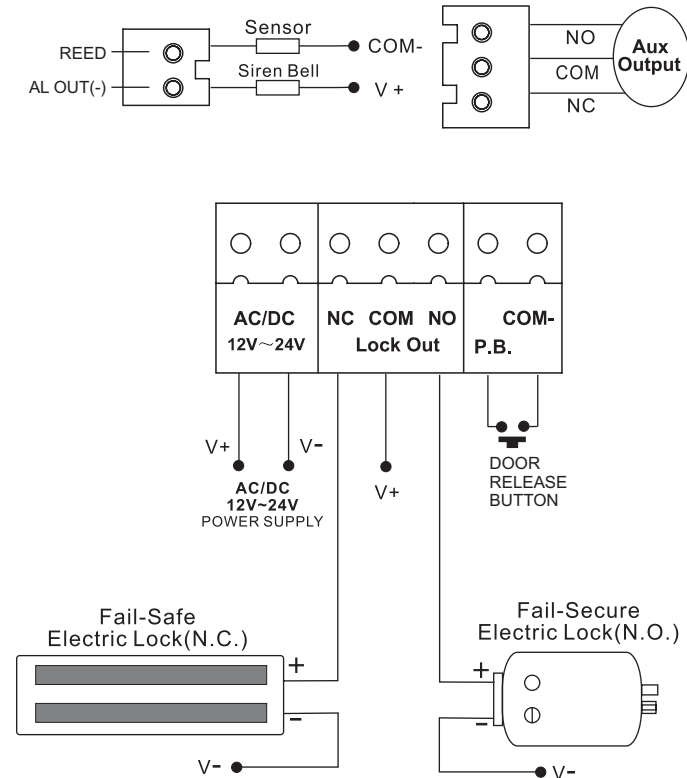 REED
AL OUT(-)
Sensor
Siren Bell
COM-
V +
NO
COM
NC
Aux
Output
AC/DC
12V～24V
NC COM NO
Lock Out
COM-
P.B.
V+
V-
AC/DC
12V~24V
POWER SUPPLY
V+
DOOR
RELEASE
BUTTON
Fail-Safe
Electric Lock(N.C.)
+
-
V-
Fail-Secure
Electric Lock(N.O.)
+
-
V-